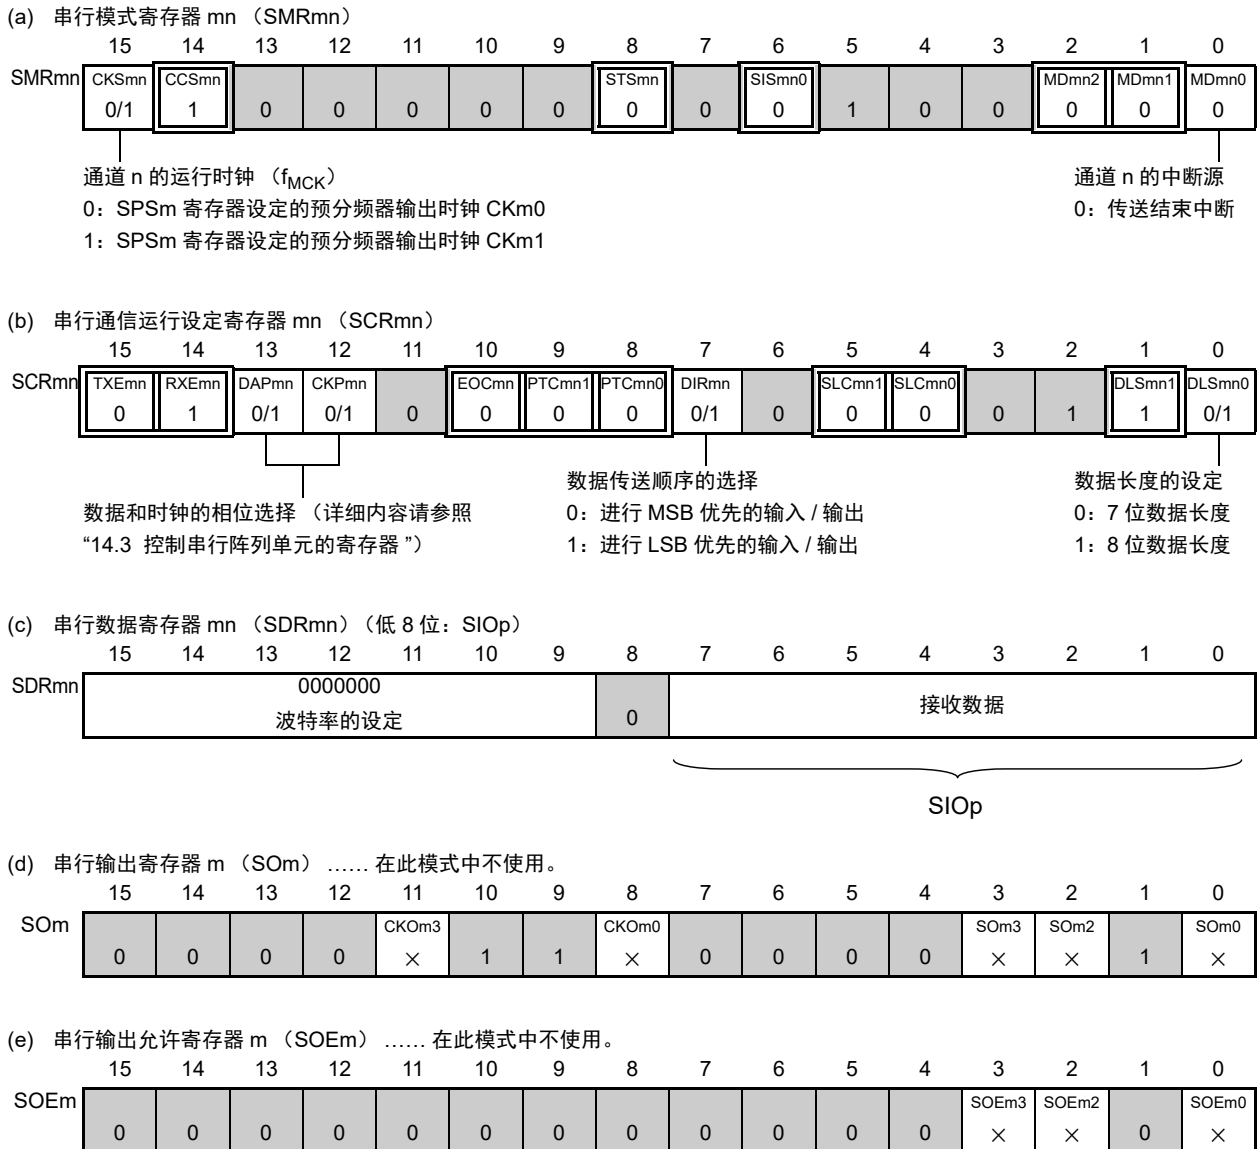 (a) 串行模式寄存器 mn （SMRmn）
15 14 13 12 11 10 9 8 7 6 5 4 3 2 1 0
SMRmn CKSmn CCSmn STSmn SISmn0 MDmn2 MDmn1 MDmn0
0/1 1 0 0 0 0 0 0 0 0 1 0 0 0 0 0
通道 n 的运行时钟 （fMCK） 通道 n 的中断源
0：SPSm 寄存器设定的预分频器输出时钟 CKm0 0：传送结束中断
1：SPSm 寄存器设定的预分频器输出时钟 CKm1
(b) 串行通信运行设定寄存器 mn （SCRmn）
15 14 13 12 11 10 9 8 7 6 5 4 3 2 1 0
SCRmn TXEmn RXEmn DAPmn CKPmn EOCmn PTCmn1 PTCmn0 DIRmn SLCmn1 SLCmn0 DLSmn1 DLSmn0
0 1 0/1 0/1 0 0 0 0 0/1 0 0 0 0 1 1 0/1
数据传送顺序的选择 数据长度的设定
数据和时钟的相位选择 （详细内容请参照 0：进行 MSB 优先的输入 / 输出 0：7 位数据长度
“14.3 控制串行阵列单元的寄存器 ”） 1：进行 LSB 优先的输入 / 输出 1：8 位数据长度
(c) 串行数据寄存器 mn （SDRmn）（低 8 位：SIOp）
15 14 13 12 11 10 9 8 7 6 5 4 3 2 1 0
SDRmn 0000000
波特率的设定 0 接收数据
SIOp
(d) 串行输出寄存器 m （SOm） …… 在此模式中不使用。
15 14 13 12 11 10 9 8 7 6 5 4 3 2 1 0
SOm CKOm3 CKOm0 SOm3 SOm2 SOm0
0 0 0 0 × 1 1 × 0 0 0 0 × × 1 ×
(e) 串行输出允许寄存器 m （SOEm） …… 在此模式中不使用。
15 14 13 12 11 10 9 8 7 6 5 4 3 2 1 0
SOEm SOEm3 SOEm2 SOEm0
0 0 0 0 0 0 0 0 0 0 0 0 × × 0 ×